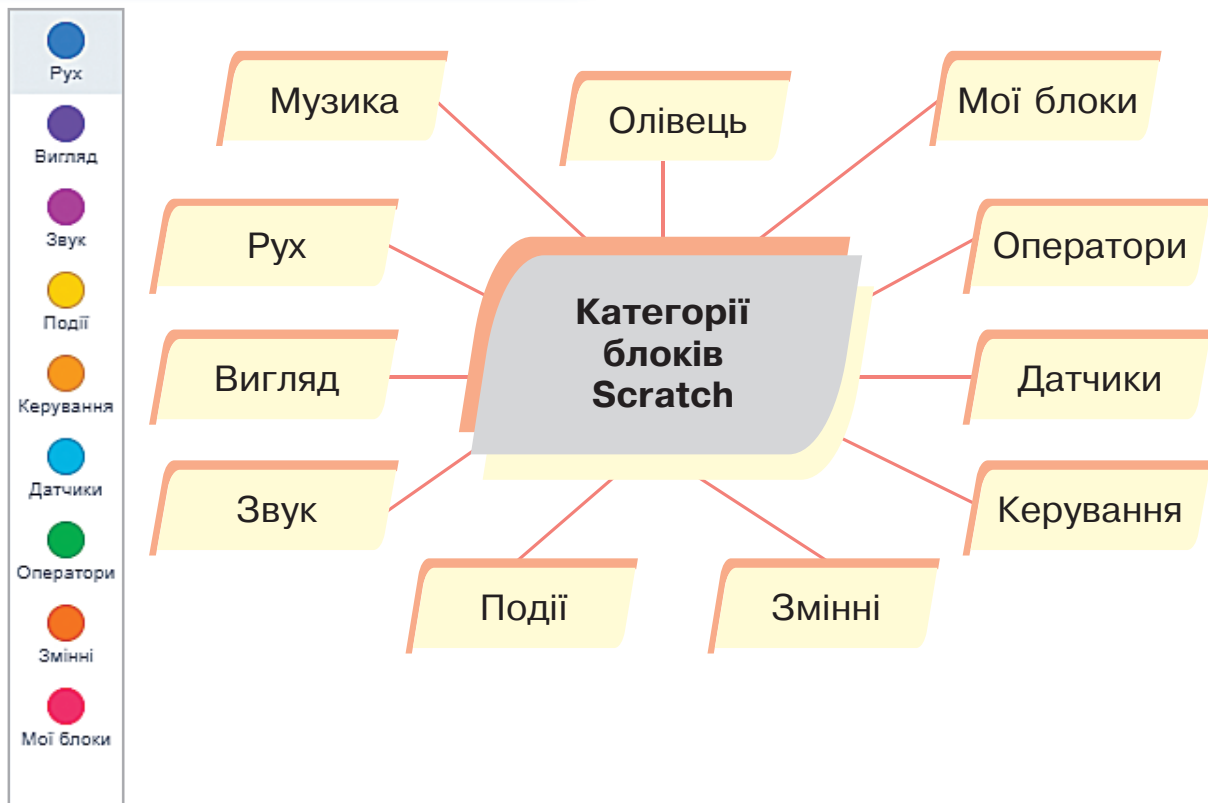 Рух
Вигляд
Звук
Події
Керування
Датчики
Оператори
Змінні
Мої блоки
Музика
Олівець
Мої блоки
Рух
Оператори
Категорії
блоків
Scratch
Вигляд
Датчики
Звук
Керування
Події
Змінні